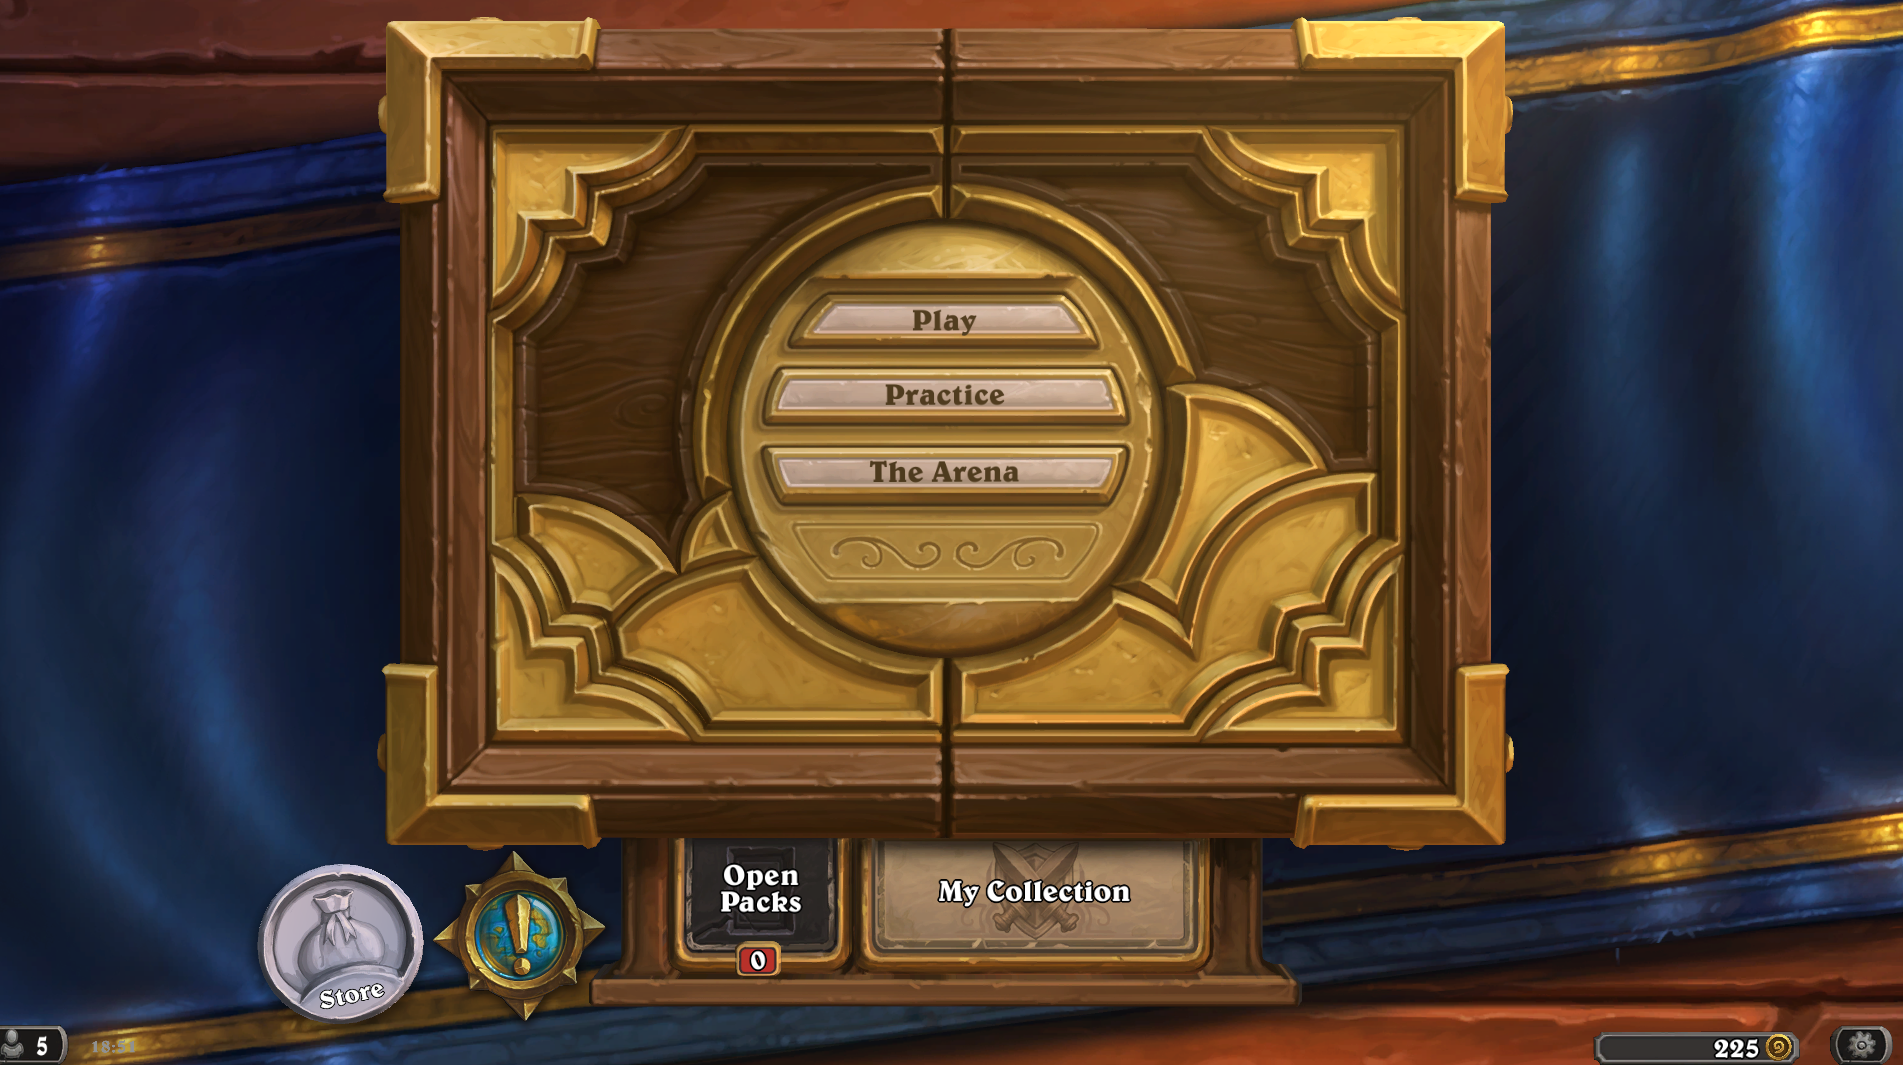 Play
Practice
The Arena
Open
Packs
My Collection
0
Store
5
225